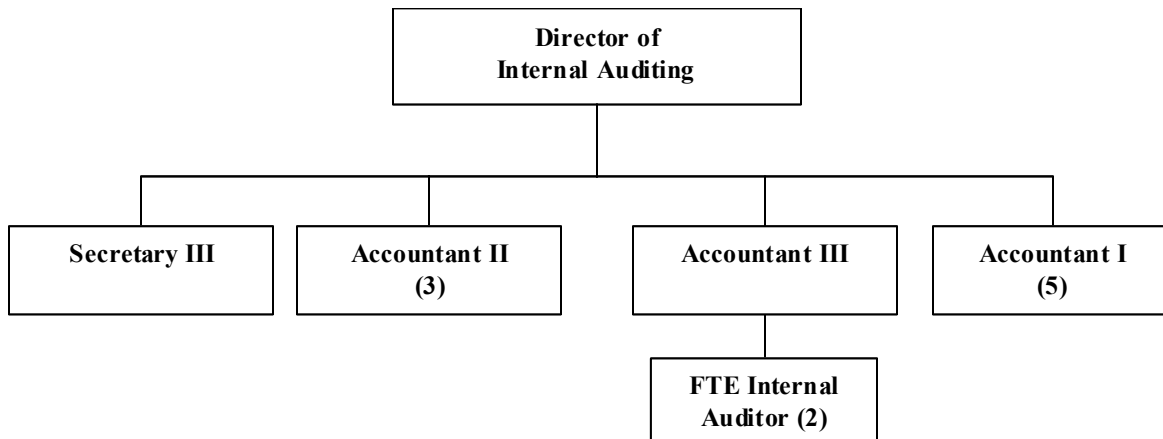 Director of
Internal Auditing
Secretary III
Accountant II
(3)
Accountant III
Accountant I
(5)
FTE Internal
Auditor (2)